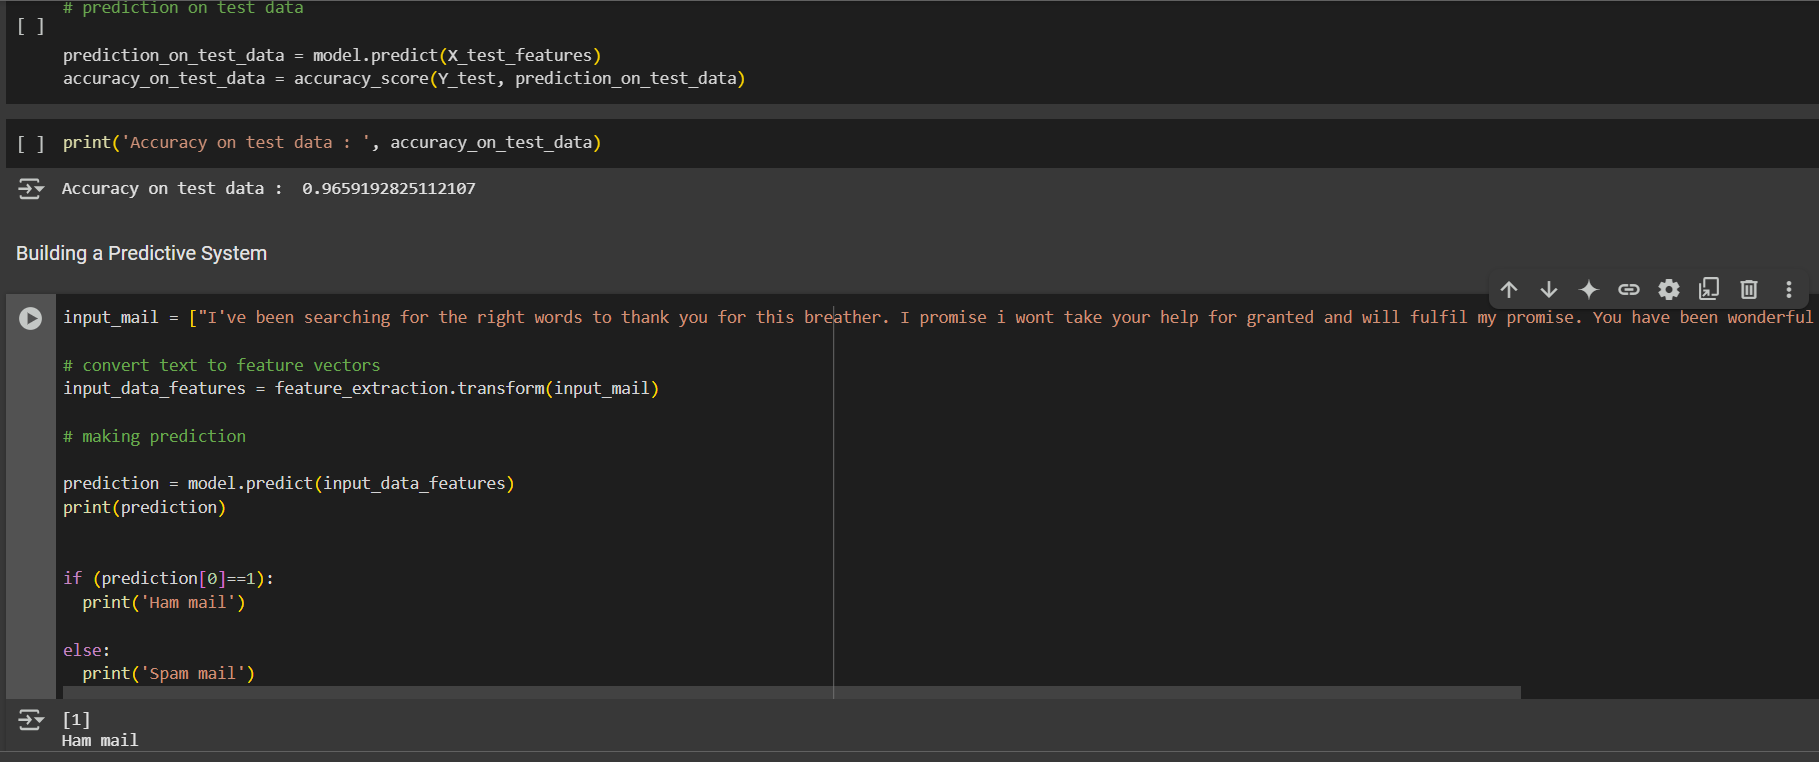 # prediction on test data
[ ]
prediction_on_test_data = model.predict(X_test_features)
accuracy_on_test_data = accuracy_score(Y_test, prediction_on_test_data)
[ ] print('Accuracy on test data : ', accuracy_on_test_data)
Accuracy on test data :  0.9659192825112107
Building a Predictive System
input_mail = ["I've been searching for the right words to thank you for this breather. I promise i wont take your help for granted and will fulfil my promise. You have been wonderful
# convert text to feature vectors
input_data_features = feature_extraction.transform(input_mail)
# making prediction
prediction = model.predict(input_data_features)
print(prediction)
if (prediction[0]==1):
  print('Ham mail')
else:
  print('Spam mail')
[1]
Ham mail